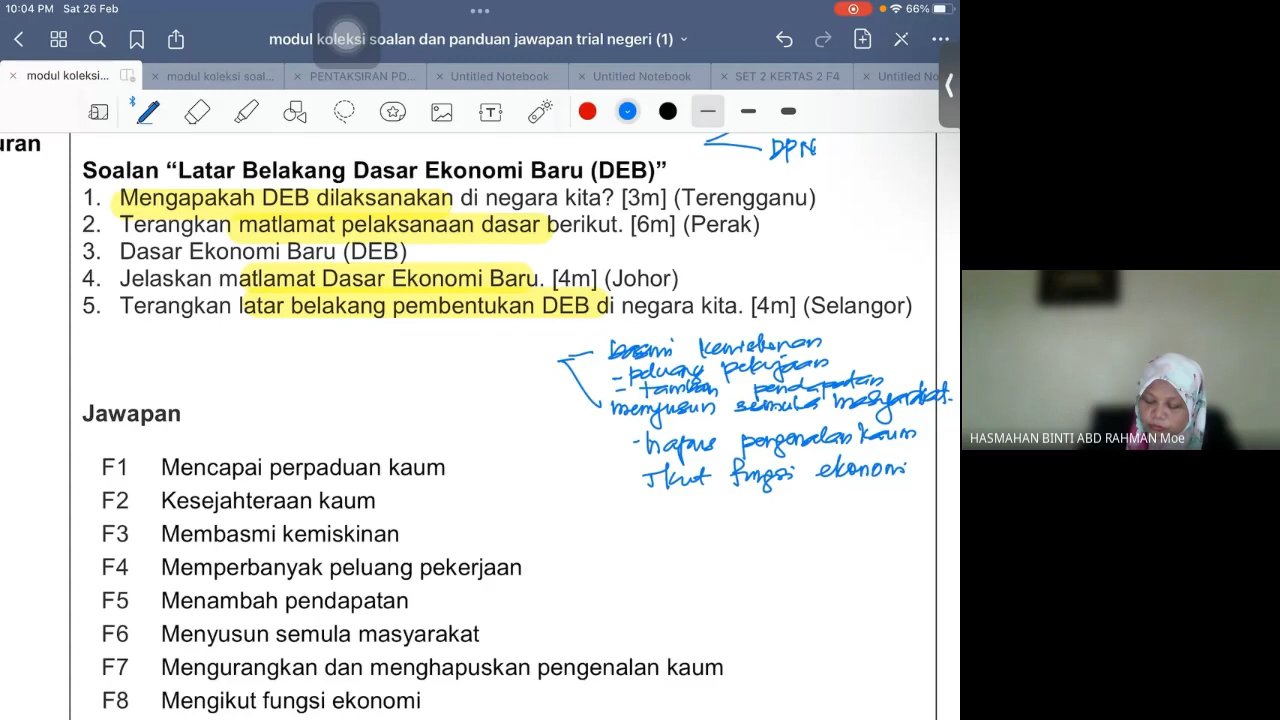 10:04 PM Sat 26 Feb 66%
modul koleksi soalan dan panduan jawapan trial negeri (1)
modul koleksi... modul koleksi soal... PENTAKSIRAN PD... Untitled Notebook Untitled Notebook SET 2 KERTAS 2 F4 Untitled No
DPN
uran
Soalan “Latar Belakang Dasar Ekonomi Baru (DEB)”
1. Mengapakah DEB dilaksanakan di negara kita? [3m] (Terengganu)
2. Terangkan matlamat pelaksanaan dasar berikut. [6m] (Perak)
3. Dasar Ekonomi Baru (DEB)
4. Jelaskan matlamat Dasar Ekonomi Baru. [4m] (Johor)
5. Terangkan latar belakang pembentukan DEB di negara kita. [4m] (Selangor)
basmi kemiskinan
- peluang pekerjaan
- tambah pendapatan
menyusun semula masyarakat
- hapus pengenalan kaum
Ikut fungsi ekonomi
Jawapan
F1 Mencapai perpaduan kaum
F2 Kesejahteraan kaum
F3 Membasmi kemiskinan
F4 Memperbanyak peluang pekerjaan
F5 Menambah pendapatan
F6 Menyusun semula masyarakat
F7 Mengurangkan dan menghapuskan pengenalan kaum
F8 Mengikut fungsi ekonomi
HASMAHAN BINTI ABD RAHMAN Moe